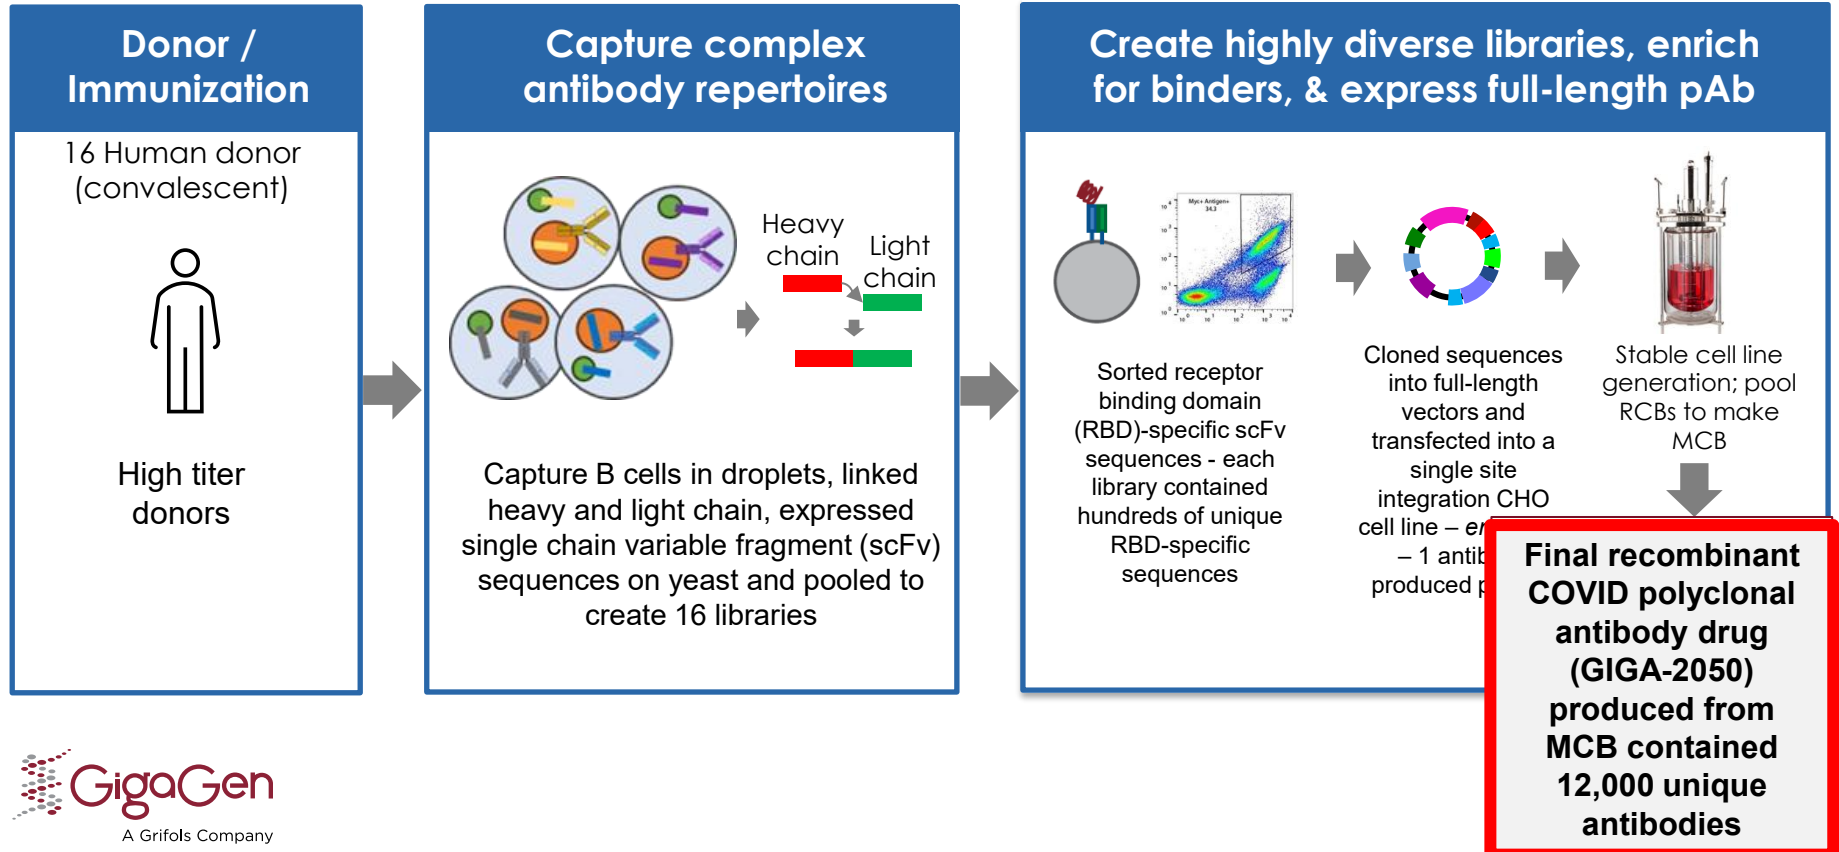 Donor /
Immunization
16 Human donor
(convalescent)
High titer
donors
Capture complex
antibody repertoires
Heavy
chain
Light
chain
Capture B cells in droplets, linked
heavy and light chain, expressed
single chain variable fragment (scFv)
sequences on yeast and pooled to
create 16 libraries
Create highly diverse libraries, enrich
for binders, & express full-length pAb
Myc+ Antigen+
34.3
Sorted receptor
binding domain
(RBD)-specific scFv
sequences - each
library contained
hundreds of unique
RBD-specific
sequences
Cloned sequences
into full-length
vectors and
transfected into a
single site
integration CHO
cell line –
– 1
produced
Stable cell line
generation; pool
RCBs to make
MCB
Final recombinant
COVID polyclonal
antibody drug
(GIGA-2050)
produced from
MCB contained
12,000 unique
antibodies
GigaGen
A Grifols Company